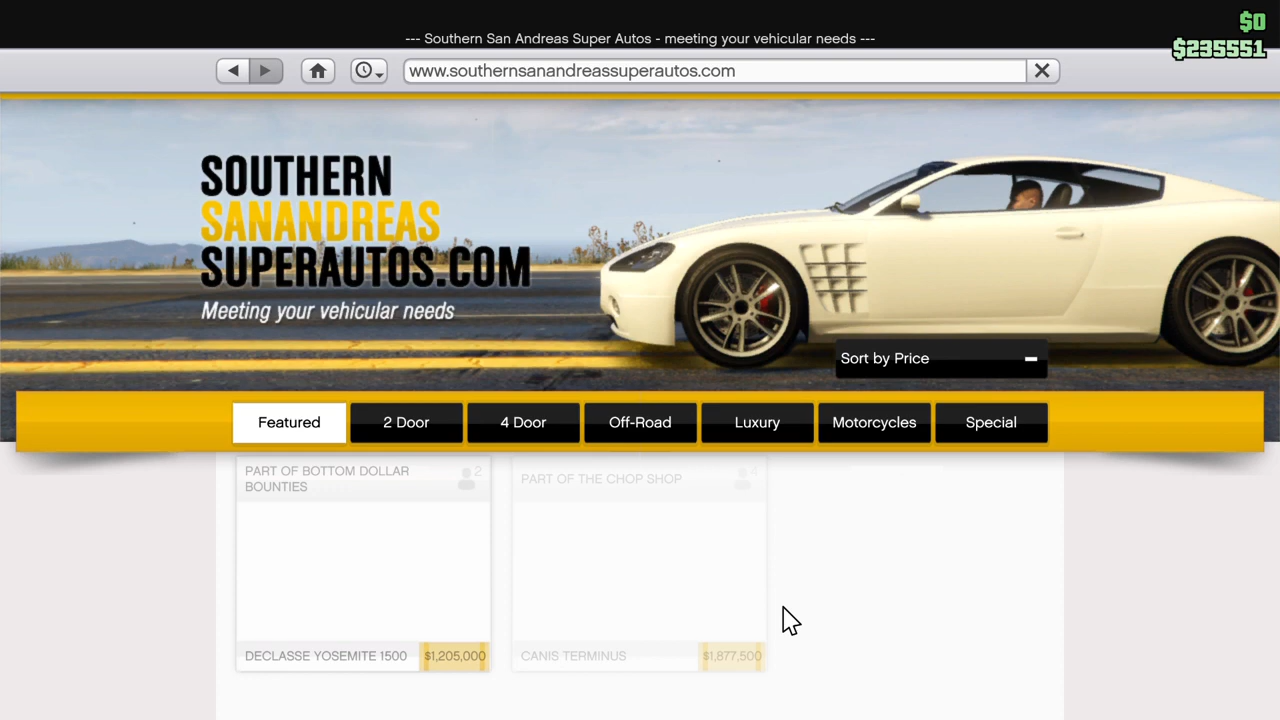 $0
--- Southern San Andreas Super Autos - meeting your vehicular needs ---
$235551
www.southernsanandreassuperautos.com
SOUTHERN
SANANDREAS
SUPERAUTOS.COM
Meeting your vehicular needs
Sort by Price
Featured
2 Door
4 Door
Off-Road
Luxury
Motorcycles
Special
PART OF BOTTOM DOLLAR
BOUNTIES
2
PART OF THE CHOP SHOP
4
DECLASSE YOSEMITE 1500
$1,205,000
CANIS TERMINUS
$1,877,500